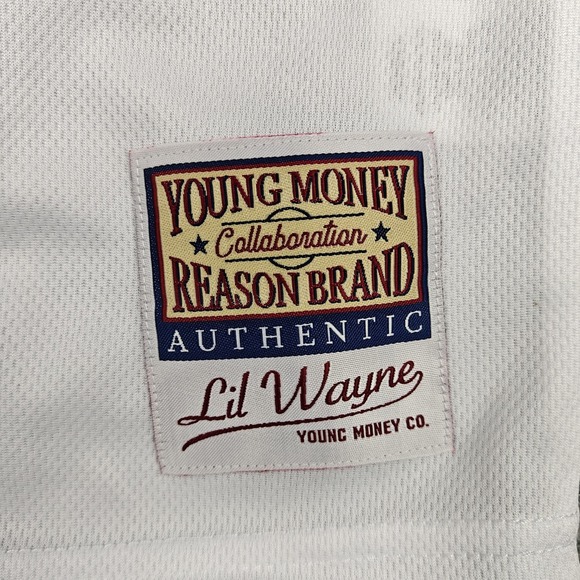 YOUNG MONEY
Collaboration
REASON BRAND
AUTHENTIC
Lil Wayne
YOUNG MONEY CO.